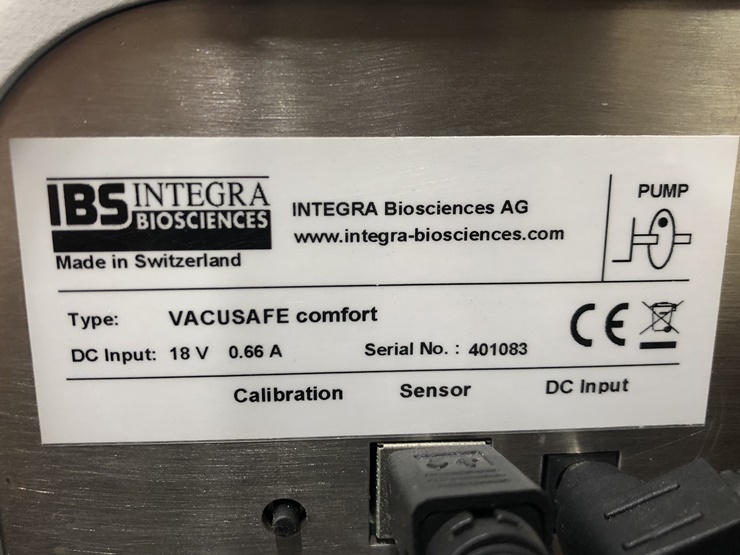 IBS INTEGRA BIOSCIENCES
Made in Switzerland
INTEGRA Biosciences AG
www.integra-biosciences.com
PUMP
Type: VACUSAFE comfort
DC Input: 18 V 0.66 A Serial No. : 401083
CE
Calibration Sensor DC Input